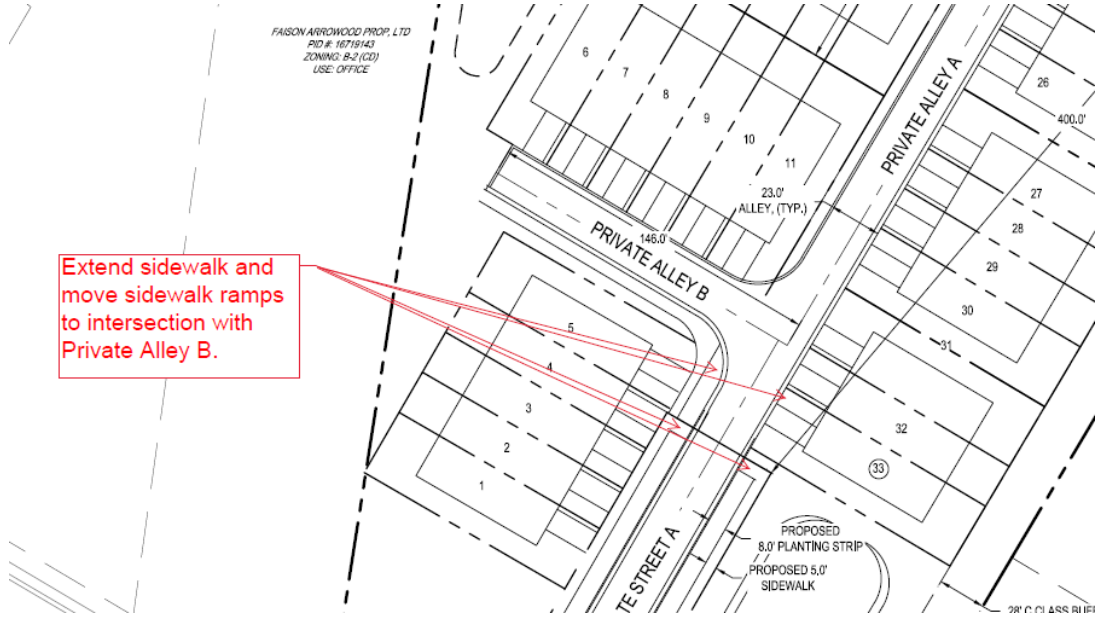 FAISON ARROWOOD PROP, LTD
PID #: 16719143
ZONING: B-2 (CD)
USE: OFFICE
6
7
8
9
10
11
26
400.0'
PRIVATE ALLEY A
27
28
29
30
31
32
33
23.0'
ALLEY, (TYP.)
146.0'
PRIVATE ALLEY B
Extend sidewalk and
move sidewalk ramps
to intersection with
Private Alley B.
5
4
3
2
1
TE STREET A
PROPOSED
8.0' PLANTING STRIP
PROPOSED 5.0'
SIDEWALK
28' C CLASS